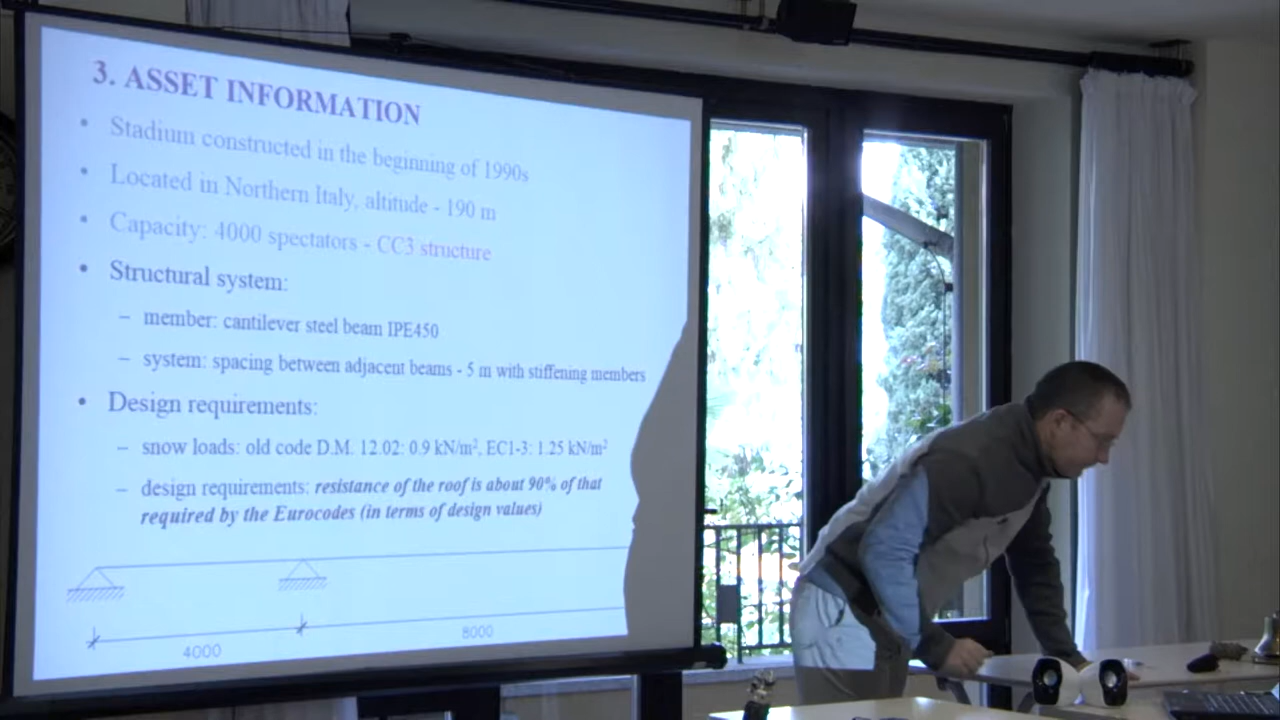 3. ASSET INFORMATION
• Stadium constructed in the beginning of 1990s
• Located in Northern Italy, altitude - 190 m
• Capacity: 4000 spectators - CC3 structure
• Structural system:
– member: cantilever steel beam IPE450
– system: spacing between adjacent beams - 5 m with stiffening members
• Design requirements:
– snow loads: old code D.M. 12.02: 0.9 kN/m², EC1-3: 1.25 kN/m²
– design requirements: resistance of the roof is about 90% of that
required by the Eurocodes (in terms of design values)
4000
8000